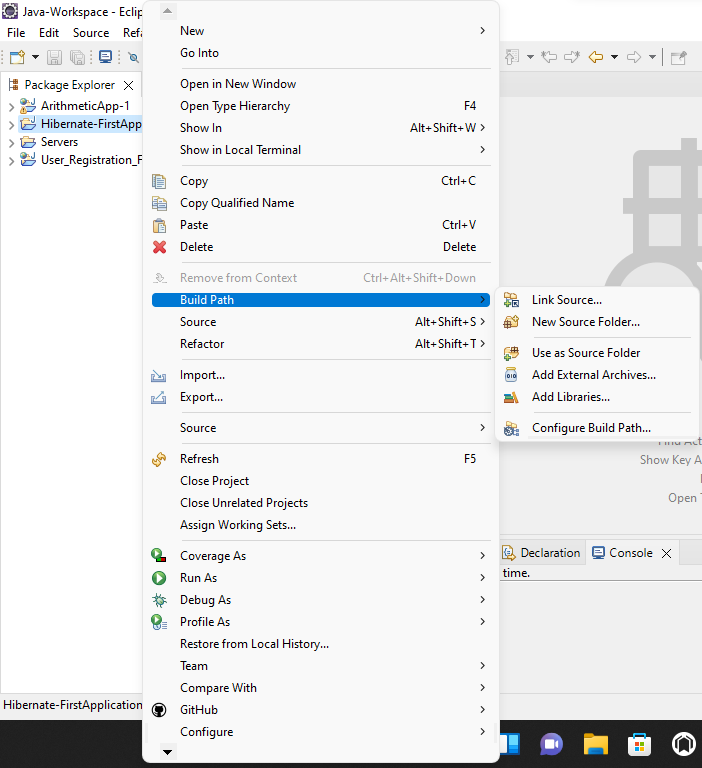 Java-Workspace - Eclip
File Edit Source Refa
Package Explorer
ArithmeticApp-1
Hibernate-FirstApp
Servers
User_Registration_F
New
Go Into
Open in New Window
Open Type Hierarchy F4
Show In Alt+Shift+W
Show in Local Terminal
Copy Ctrl+C
Copy Qualified Name
Paste Ctrl+V
Delete Delete
Remove from Context Ctrl+Alt+Shift+Down
Build Path
Source Alt+Shift+S
Refactor Alt+Shift+T
Import...
Export...
Source
Refresh F5
Close Project
Close Unrelated Projects
Assign Working Sets...
Coverage As
Run As
Debug As
Profile As
Restore from Local History...
Team
Compare With
GitHub
Configure
Link Source...
New Source Folder...
Use as Source Folder
Add External Archives...
Add Libraries...
Configure Build Path...
Find Act
Show Key A
Open T
Declaration
Console
time.
Hibernate-FirstApplication